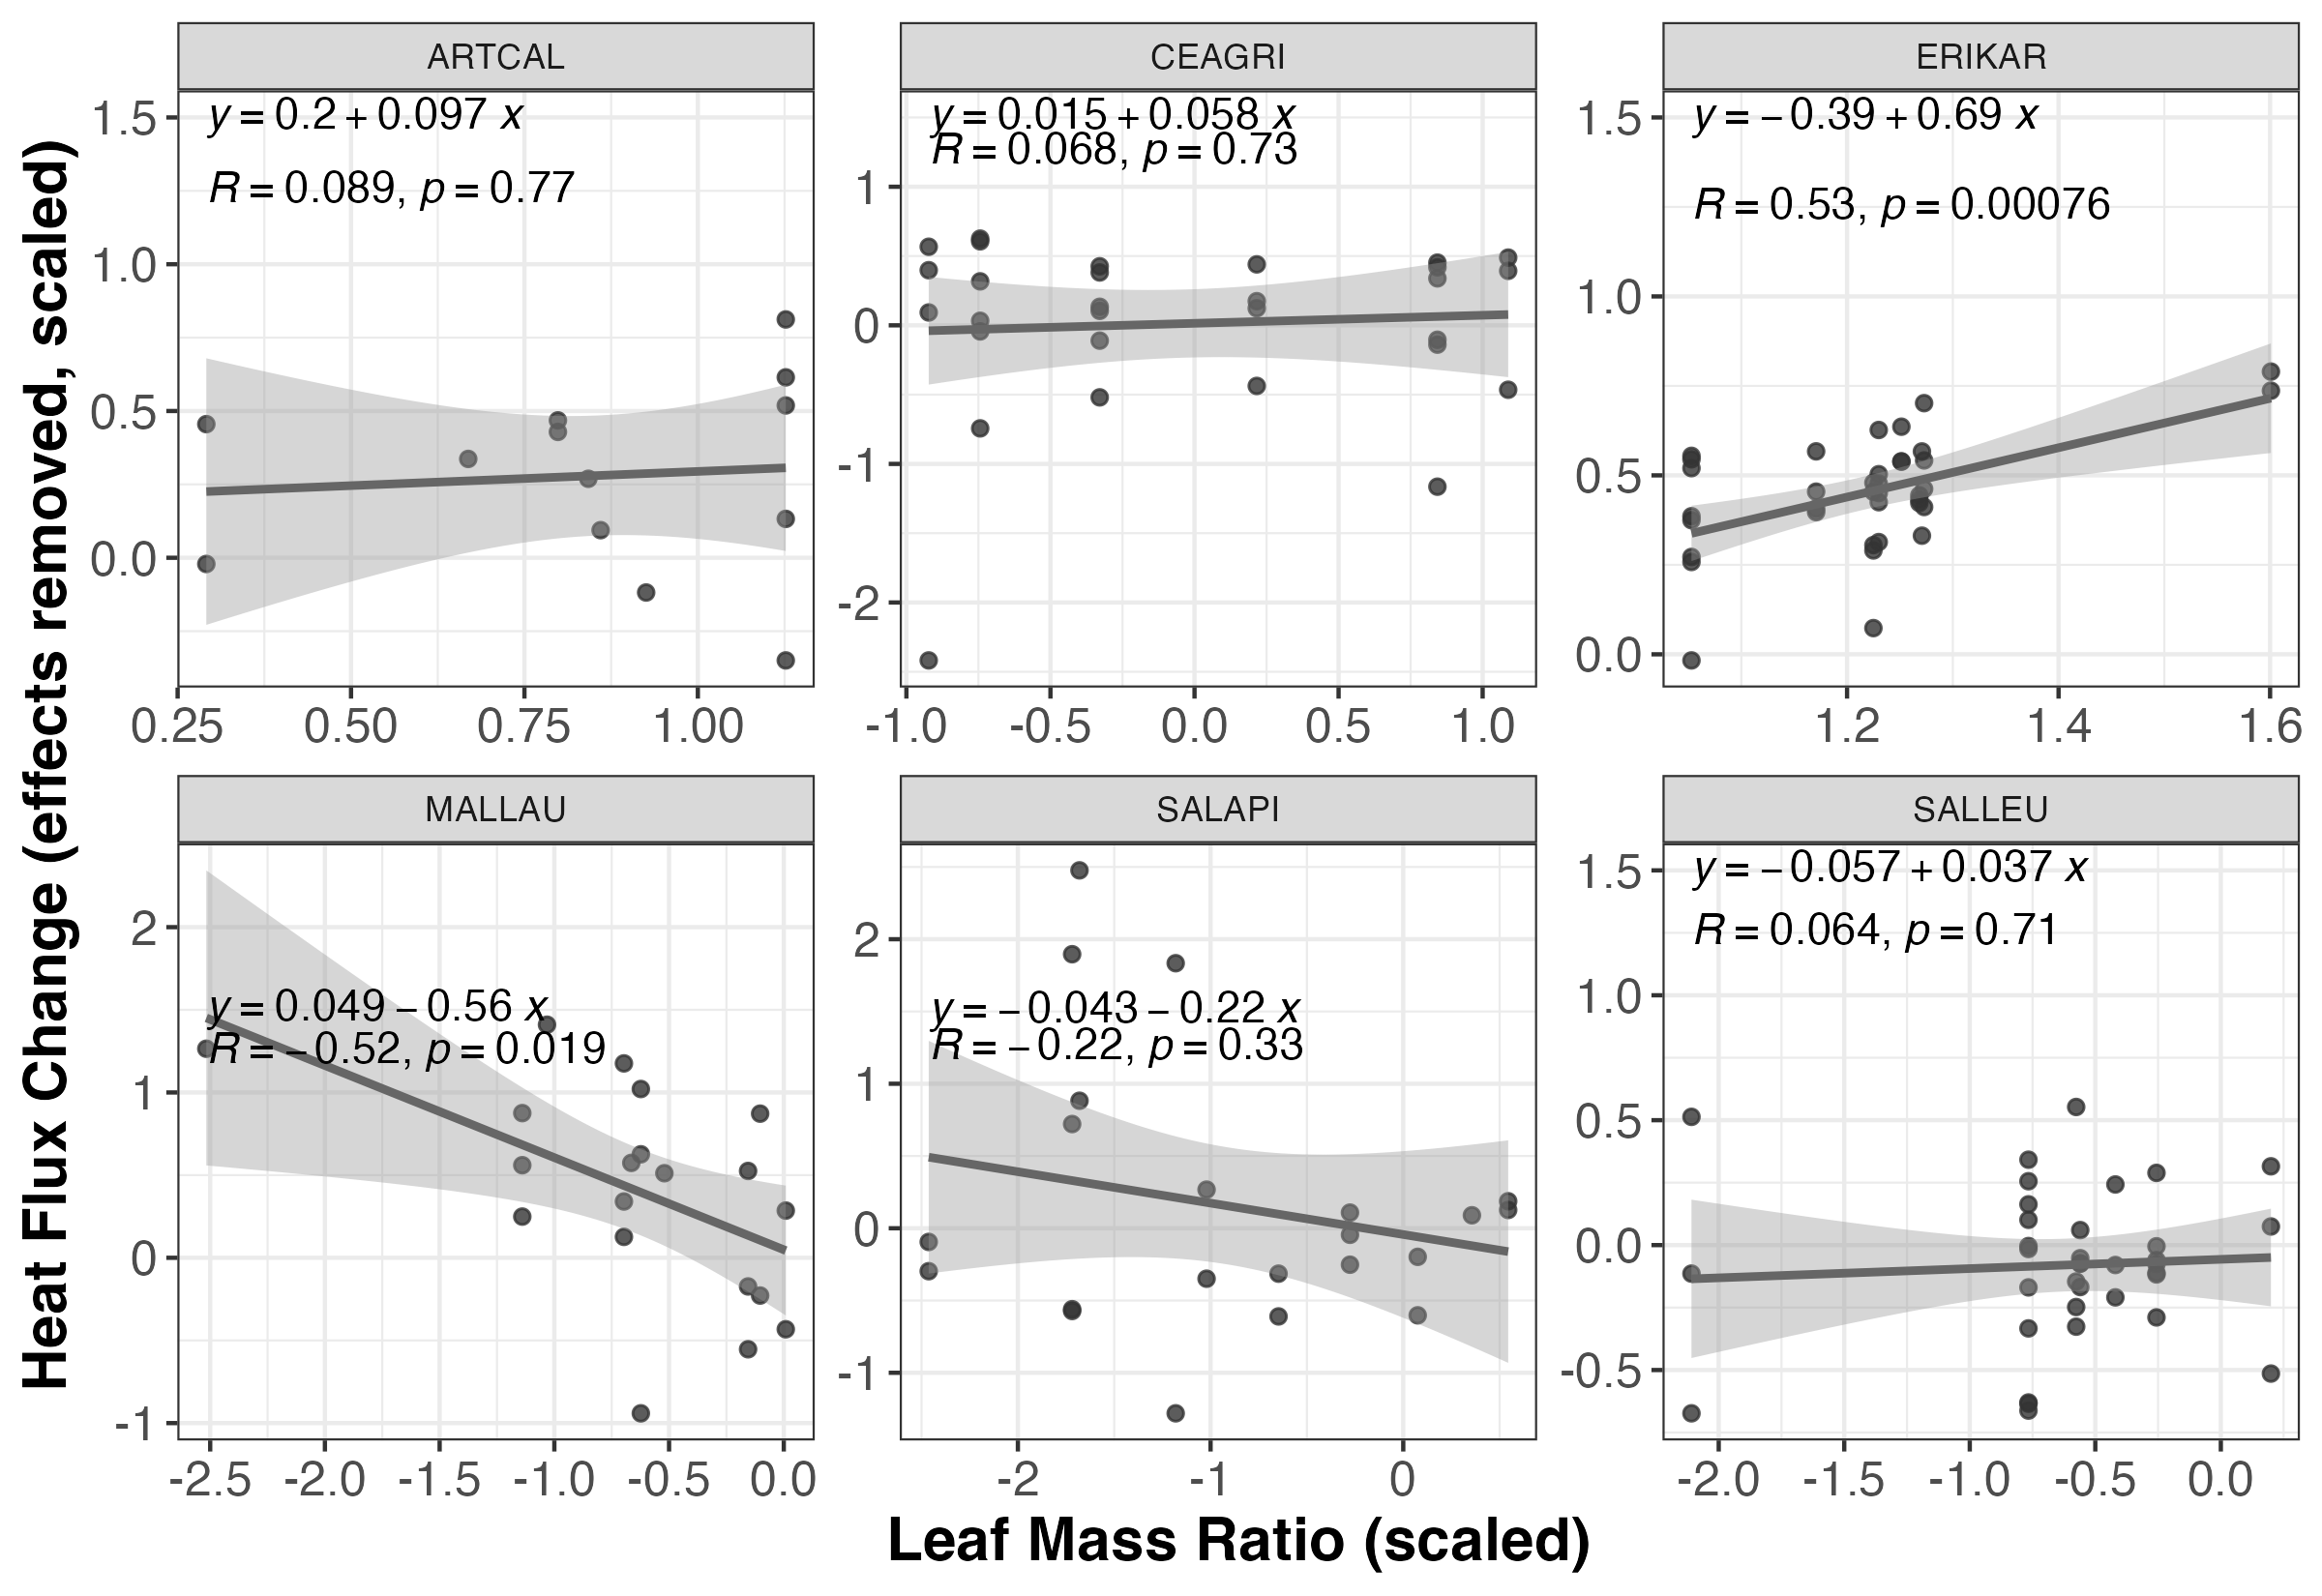 Heat Flux Change (effects removed, scaled)
ARTCAL
y = 0.2 + 0.097 x
R = 0.089, p = 0.77
1.5
1.0
0.5
0.0
0.25 0.50 0.75 1.00
CEAGRI
y = 0.015 + 0.058 x
R = 0.068, p = 0.73
1
0
-1
-2
-1.0 -0.5 0.0 0.5 1.0
ERIKAR
y = −0.39 + 0.69 x
R = 0.53, p = 0.00076
1.5
1.0
0.5
0.0
1.2 1.4 1.6
MALLAU
y = 0.049 − 0.56 x
R = −0.52, p = 0.019
2
1
0
-1
-2.5 -2.0 -1.5 -1.0 -0.5 0.0
SALAPI
y = −0.043 − 0.22 x
R = −0.22, p = 0.33
2
1
0
-1
-2 -1 0
SALLEU
y = −0.057 + 0.037 x
R = 0.064, p = 0.71
1.5
1.0
0.5
0.0
-0.5
-2.0 -1.5 -1.0 -0.5 0.0
Leaf Mass Ratio (scaled)